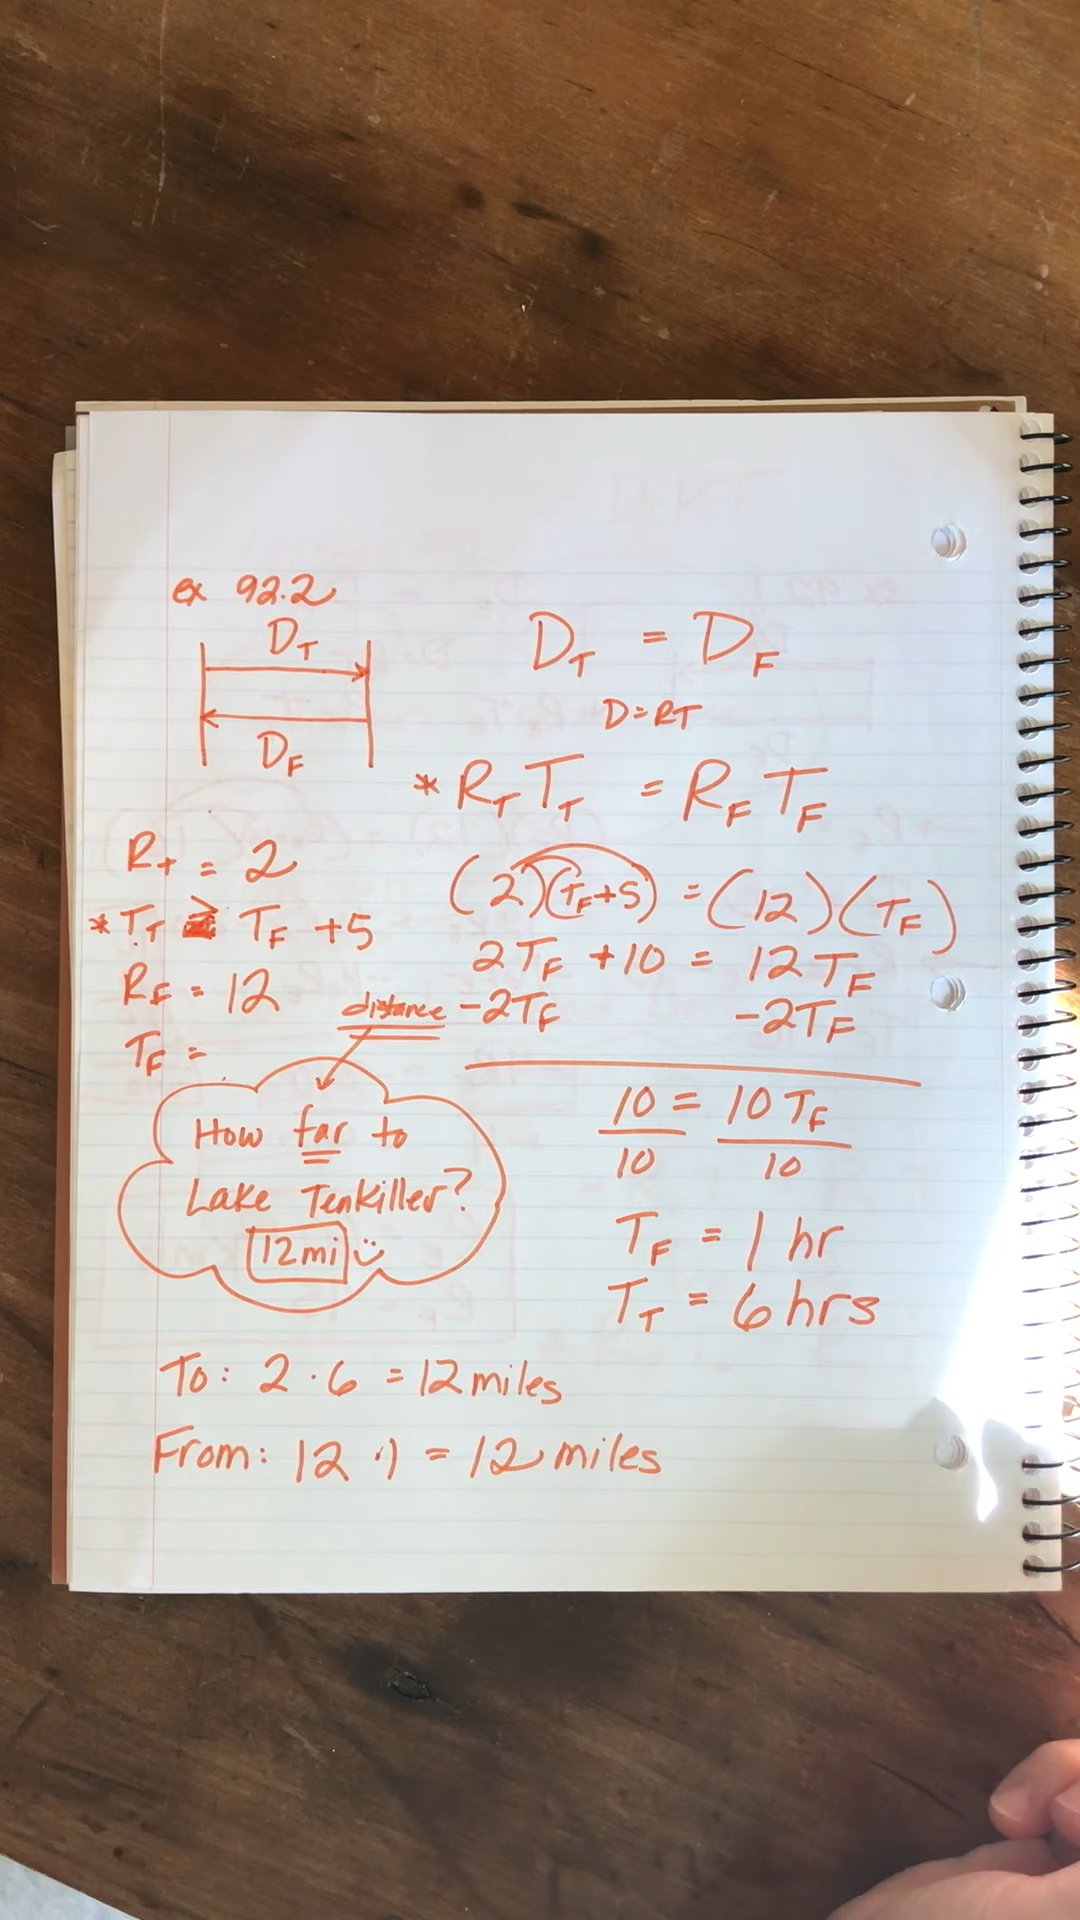 ex 92.2
D_T
D_F
D_T = D_F
D=RT
*R_T T_T = R_F T_F
R_T = 2
*T_T = T_F +5
R_F = 12
T_F =
(2)(T_F+5) = (12)(T_F)
2T_F +10 = 12T_F
-2T_F -2T_F
10 = 10T_F
10 10
T_F = 1 hr
T_T = 6 hrs
distance
How far to
Lake Tenkiller?
12mi
To: 2 · 6 = 12 miles
From: 12 · 1 = 12 miles